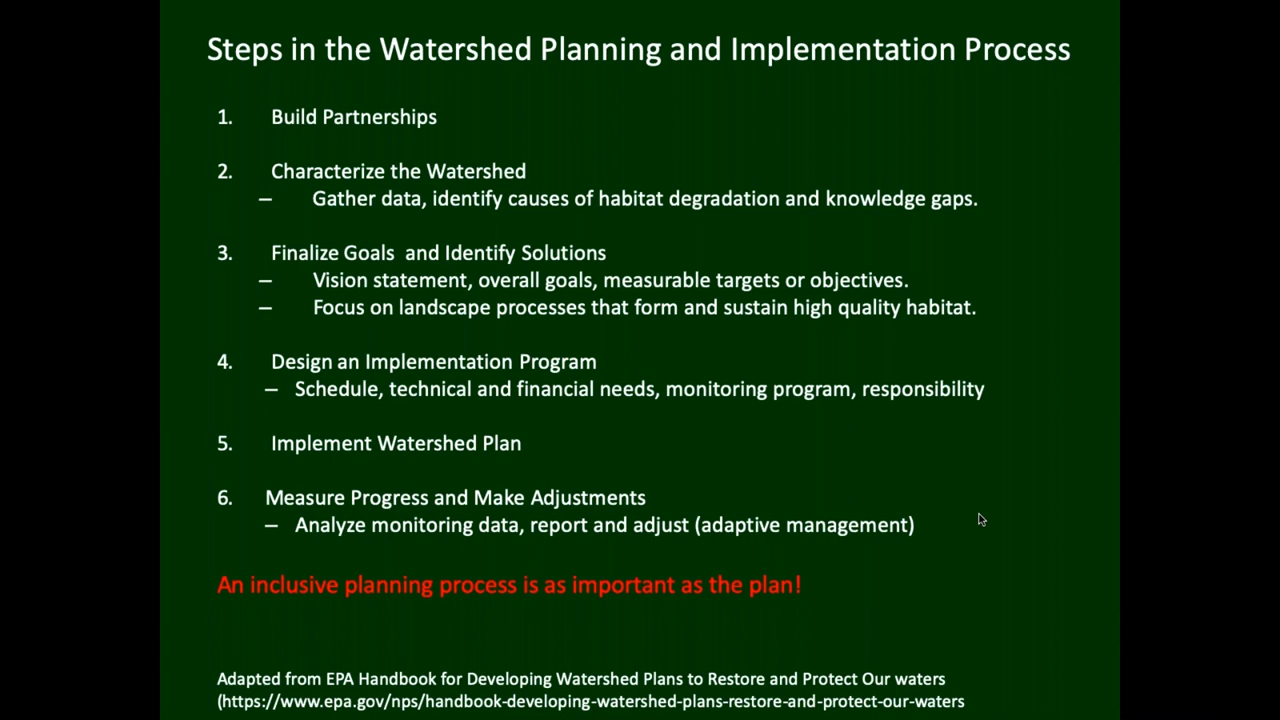 Steps in the Watershed Planning and Implementation Process
1. Build Partnerships
2. Characterize the Watershed
– Gather data, identify causes of habitat degradation and knowledge gaps.
3. Finalize Goals  and Identify Solutions
– Vision statement, overall goals, measurable targets or objectives.
– Focus on landscape processes that form and sustain high quality habitat.
4. Design an Implementation Program
– Schedule, technical and financial needs, monitoring program, responsibility
5. Implement Watershed Plan
6. Measure Progress and Make Adjustments
– Analyze monitoring data, report and adjust (adaptive management)
An inclusive planning process is as important as the plan!
Adapted from EPA Handbook for Developing Watershed Plans to Restore and Protect Our waters
(https://www.epa.gov/nps/handbook-developing-watershed-plans-restore-and-protect-our-waters